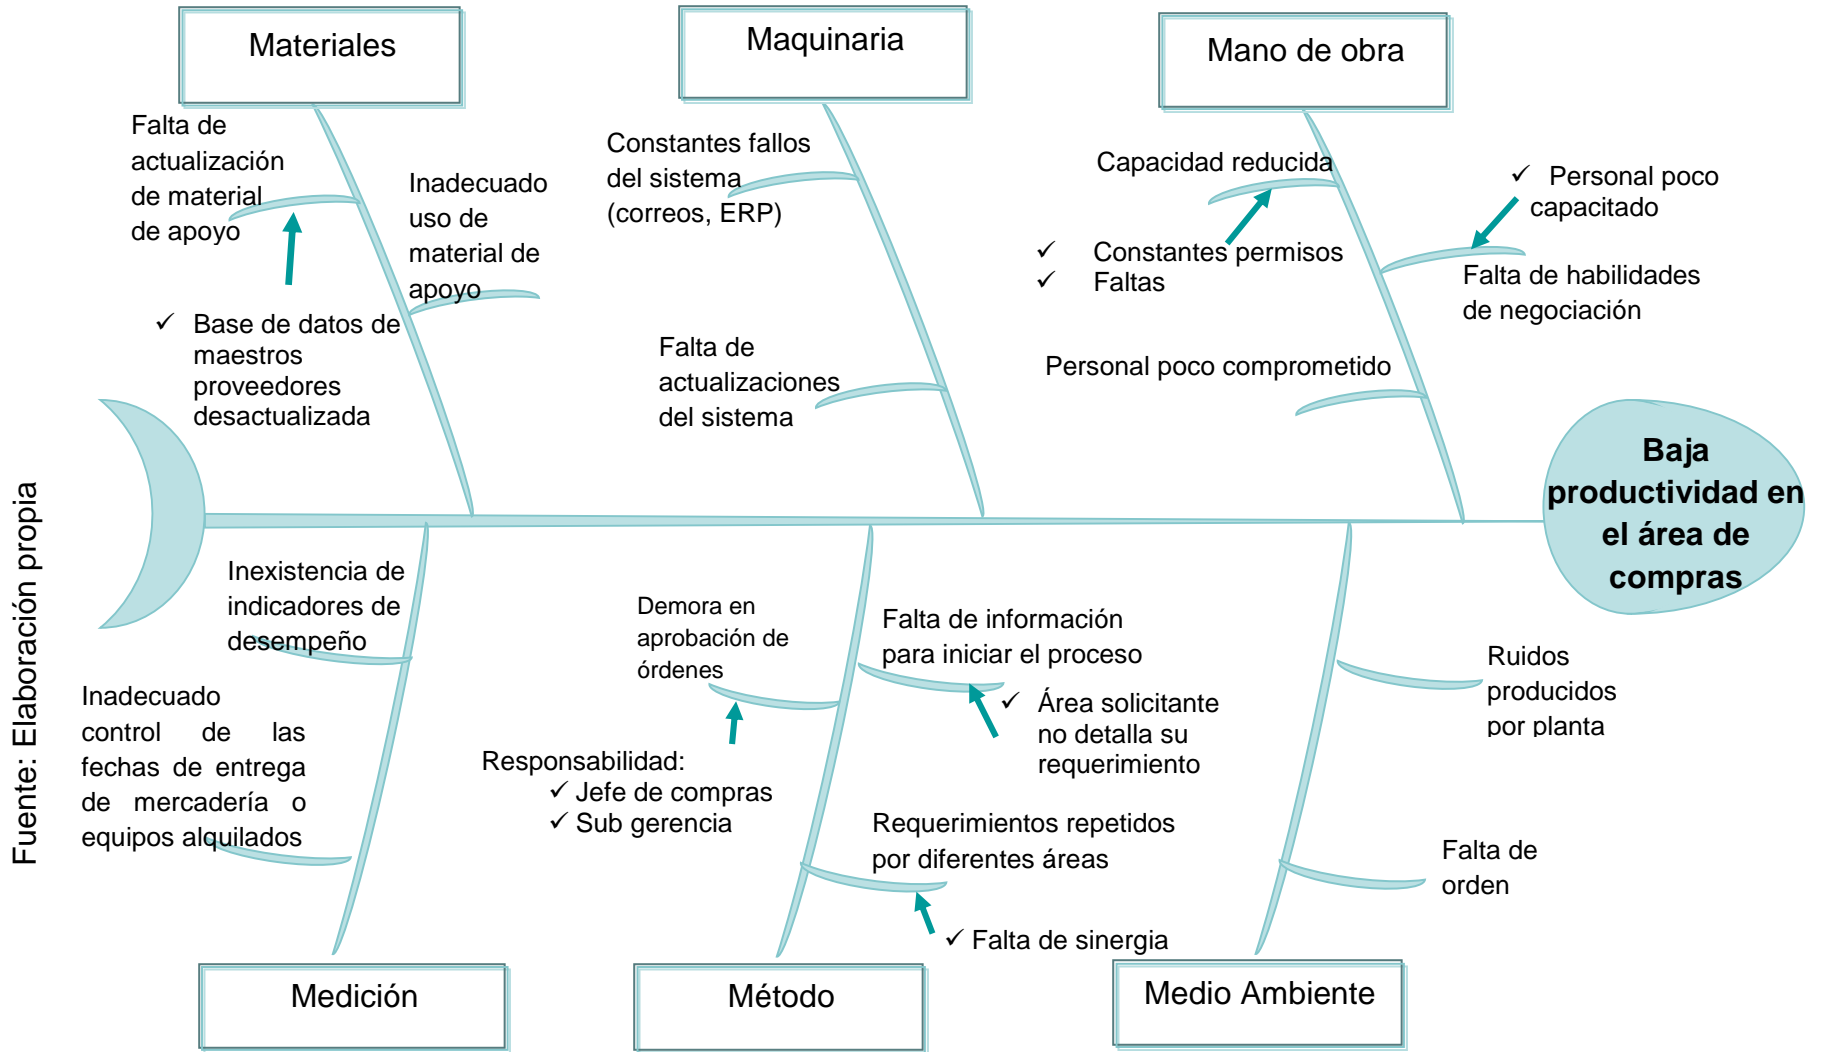 Materiales
Maquinaria
Mano de obra
Falta de
actualización
de material
de apoyo
Inadecuado
uso de
material de
apoyo
✓ Base de datos de
maestros
proveedores
desactualizada
Constantes fallos
del sistema
(correos, ERP)
Falta de
actualizaciones
del sistema
Capacidad reducida
✓ Constantes permisos
✓ Faltas
✓ Personal poco
capacitado
Falta de habilidades
de negociación
Personal poco comprometido
Baja
productividad en
el área de
compras
Fuente: Elaboración propia
Inexistencia de
indicadores de
desempeño
Inadecuado
control de las
fechas de entrega
de mercadería o
equipos alquilados
Demora en
aprobación de
órdenes
Responsabilidad:
✓ Jefe de compras
✓ Sub gerencia
Falta de información
para iniciar el proceso
✓ Área solicitante
no detalla su
requerimiento
Requerimientos repetidos
por diferentes áreas
✓ Falta de sinergia
Ruidos
producidos
por planta
Falta de
orden
Medición
Método
Medio Ambiente